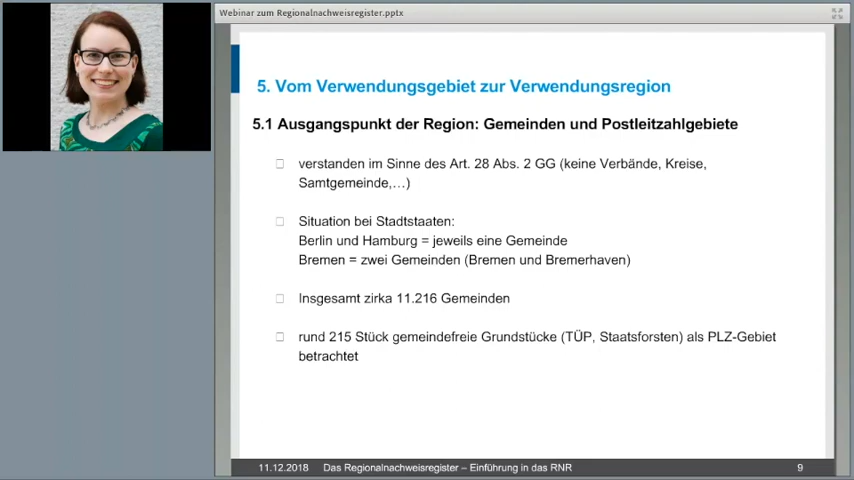 Webinar zum Regionalnachweisregister.pptx
5. Vom Verwendungsgebiet zur Verwendungsregion
5.1 Ausgangspunkt der Region: Gemeinden und Postleitzahlgebiete
verstanden im Sinne des Art. 28 Abs. 2 GG (keine Verbände, Kreise,
Samtgemeinde,…)
Situation bei Stadtstaaten:
Berlin und Hamburg = jeweils eine Gemeinde
Bremen = zwei Gemeinden (Bremen und Bremerhaven)
Insgesamt zirka 11.216 Gemeinden
rund 215 Stück gemeindefreie Grundstücke (TÜP, Staatsforsten) als PLZ-Gebiet
betrachtet
11.12.2018 Das Regionalnachweisregister – Einführung in das RNR 9